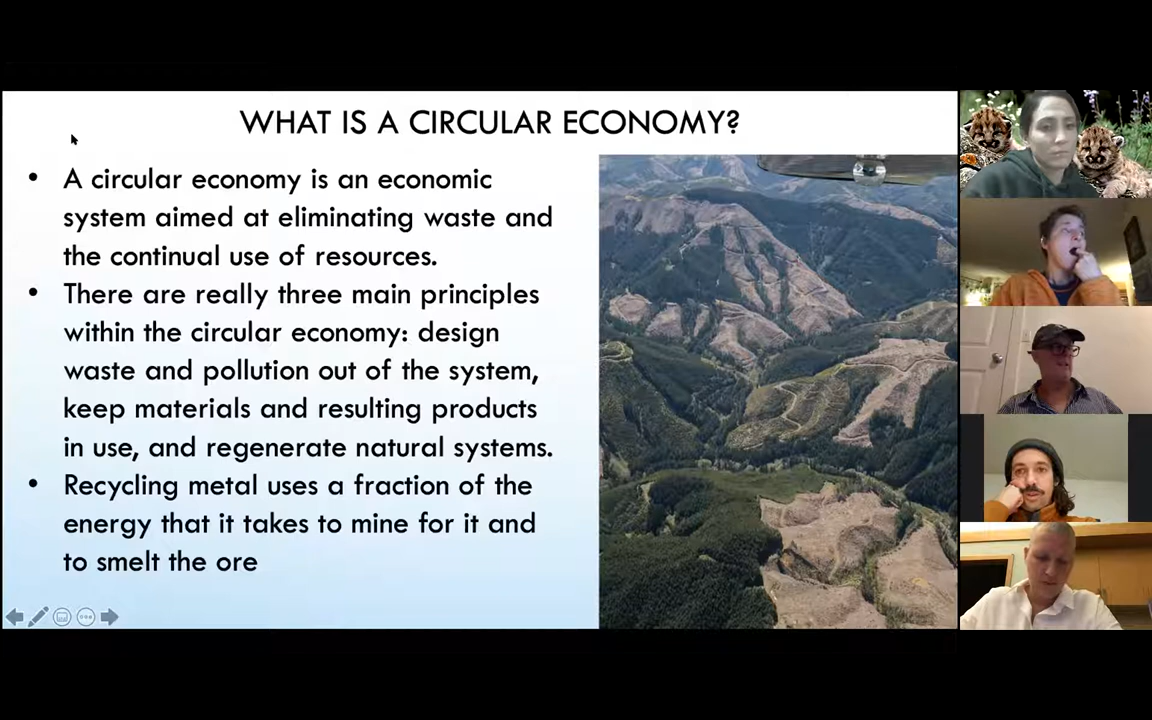 WHAT IS A CIRCULAR ECONOMY?
• A circular economy is an economic
system aimed at eliminating waste and
the continual use of resources.
• There are really three main principles
within the circular economy: design
waste and pollution out of the system,
keep materials and resulting products
in use, and regenerate natural systems.
• Recycling metal uses a fraction of the
energy that it takes to mine for it and
to smelt the ore